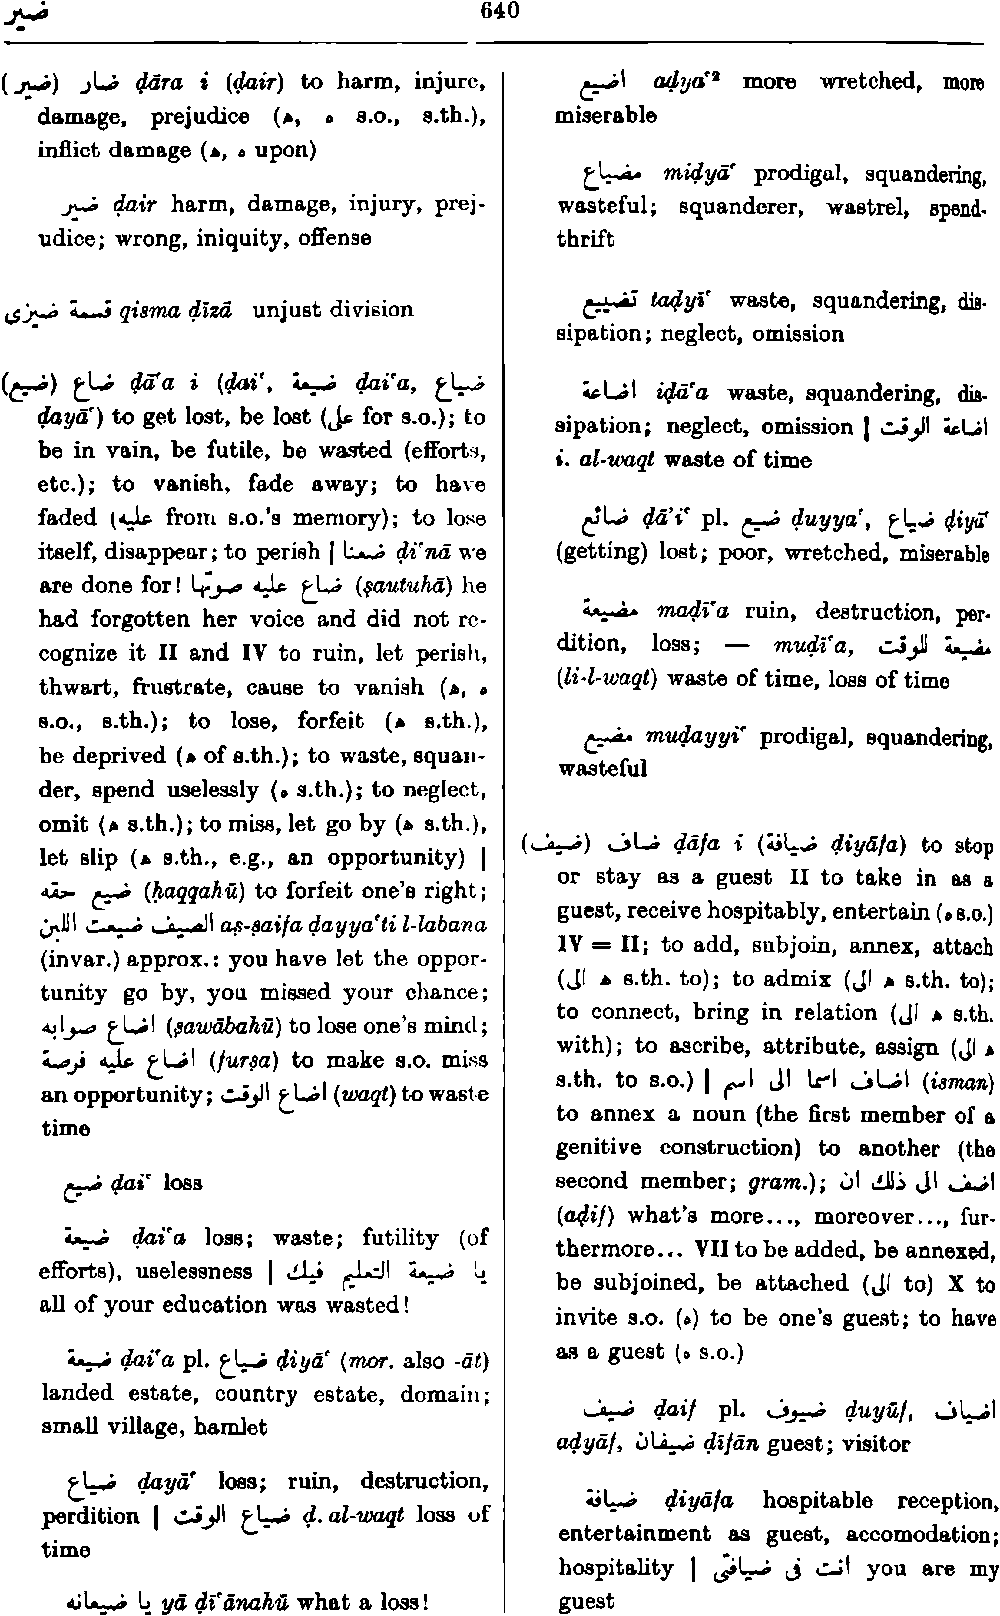 ضير
640
(ضير) ضار ḍāra i (ḍair) to harm, injure,
damage, prejudice (ھ, ه s.o., s.th.),
inflict damage (ھ, ه upon)
ضير ḍair harm, damage, injury, prej-
udice; wrong, iniquity, offense
قسمة ضيزى qisma ḍīzā unjust division
(ضيع) ضاع ḍāʿa i (ḍaiʿ, ضيعة ḍaiʿa, ضياع
ḍayāʿ) to get lost, be lost (على for s.o.); to
be in vain, be futile, be wasted (efforts,
etc.); to vanish, fade away; to have
faded (عليه from s.o.'s memory); to lose
itself, disappear; to perish | ضعنا ḍiʿnā we
are done for! ضاع عليه صوتها (ṣautuhā) he
had forgotten her voice and did not re-
cognize it II and IV to ruin, let perish,
thwart, frustrate, cause to vanish (ھ, ه
s.o., s.th.); to lose, forfeit (ھ s.th.),
be deprived (ھ of s.th.); to waste, squan-
der, spend uselessly (ه s.th.); to neglect,
omit (ھ s.th.); to miss, let go by (ھ s.th.),
let slip (ھ s.th., e.g., an opportunity) |
ضيع حقه (ḥaqqahū) to forfeit one's right;
الصيف ضيعت اللبن aṣ-ṣaifa ḍayyaʿti l-labana
(invar.) approx.: you have let the oppor-
tunity go by, you missed your chance;
اضاع صوابه (ṣawābahū) to lose one's mind;
اضاع عليه فرصة (furṣa) to make s.o. miss
an opportunity; اضاع الوقت (waqt) to waste
time
ضيع ḍaiʿ loss
ضيعة ḍaiʿa loss; waste; futility (of
efforts), uselessness | يا ضيعة التعليم فيك
all of your education was wasted!
ضيعة ḍaiʿa pl. ضياع ḍiyāʿ (mor. also -āt)
landed estate, country estate, domain;
small village, hamlet
ضياع ḍayāʿ loss; ruin, destruction,
perdition | ضياع الوقت ḍ. al-waqt loss of
time
يا ضيعانه yā ḍīʿānahū what a loss!
اضيع aḍyaʿ² more wretched, more
miserable
مضياع miḍyāʿ prodigal, squandering,
wasteful; squanderer, wastrel, spend-
thrift
تضييع taḍyīʿ waste, squandering, dis-
sipation; neglect, omission
اضاعة iḍāʿa waste, squandering, dis-
sipation; neglect, omission | اضاعة الوقت
i. al-waqt waste of time
ضائع ḍāʾiʿ pl. ضيع ḍuyyaʿ, ضياع ḍiyāʿ
(getting) lost; poor, wretched, miserable
مضيعة maḍīʿa ruin, destruction, per-
dition, loss; — muḍīʿa, مضيعة للوقت
(li-l-waqt) waste of time, loss of time
مضيع muḍayyiʿ prodigal, squandering,
wasteful
(ضيف) ضاف ḍāfa i (ضيافة ḍiyāfa) to stop
or stay as a guest II to take in as a
guest, receive hospitably, entertain (ه s.o.)
IV = II; to add, subjoin, annex, attach
(ھ الى s.th. to); to admix (ھ الى s.th. to);
to connect, bring in relation (ھ الى s.th.
with); to ascribe, attribute, assign (ھ الى
s.th. to s.o.) | اضاف اسما الى اسم (isman)
to annex a noun (the first member of a
genitive construction) to another (the
second member; gram.); اضف الى ذلك ان
(aḍif) what's more..., moreover..., fur-
thermore... VII to be added, be annexed,
be subjoined, be attached (الى to) X to
invite s.o. (ه) to be one's guest; to have
as a guest (ه s.o.)
ضيف ḍaif pl. ضيوف ḍuyūf, اضياف
aḍyāf, ضيفان ḍīfān guest; visitor
ضيافة ḍiyāfa hospitable reception,
entertainment as guest, accomodation;
hospitality | انت فى ضيافتى you are my
guest